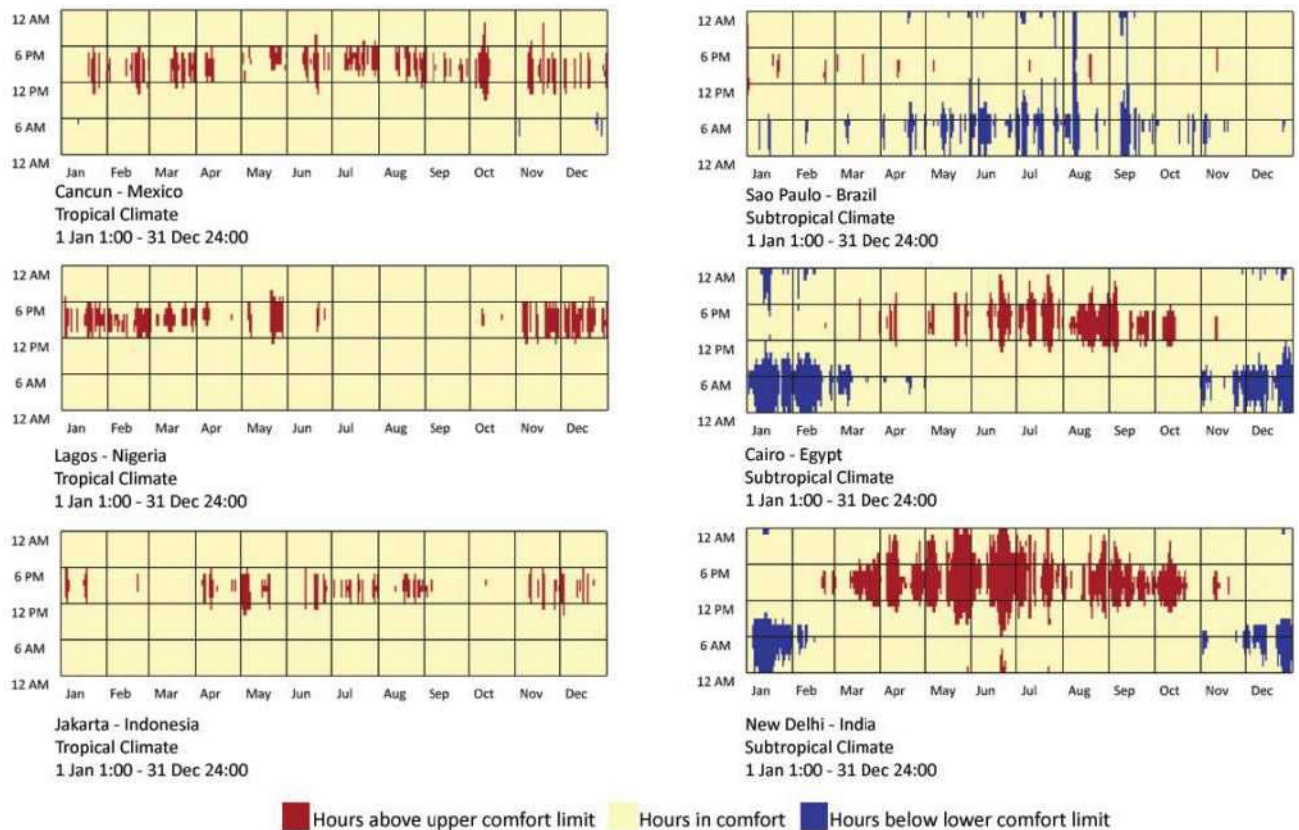 12 AM
6 PM
12 PM
6 AM
12 AM
Jan Feb Mar Apr May Jun Jul Aug Sep Oct Nov Dec
Cancun - Mexico
Tropical Climate
1 Jan 1:00 - 31 Dec 24:00
12 AM
6 PM
12 PM
6 AM
12 AM
Jan Feb Mar Apr May Jun Jul Aug Sep Oct Nov Dec
Sao Paulo - Brazil
Subtropical Climate
1 Jan 1:00 - 31 Dec 24:00
12 AM
6 PM
12 PM
6 AM
12 AM
Jan Feb Mar Apr May Jun Jul Aug Sep Oct Nov Dec
Lagos - Nigeria
Tropical Climate
1 Jan 1:00 - 31 Dec 24:00
12 AM
6 PM
12 PM
6 AM
12 AM
Jan Feb Mar Apr May Jun Jul Aug Sep Oct Nov Dec
Cairo - Egypt
Subtropical Climate
1 Jan 1:00 - 31 Dec 24:00
12 AM
6 PM
12 PM
6 AM
12 AM
Jan Feb Mar Apr May Jun Jul Aug Sep Oct Nov Dec
Jakarta - Indonesia
Tropical Climate
1 Jan 1:00 - 31 Dec 24:00
12 AM
6 PM
12 PM
6 AM
12 AM
Jan Feb Mar Apr May Jun Jul Aug Sep Oct Nov Dec
New Delhi - India
Subtropical Climate
1 Jan 1:00 - 31 Dec 24:00
Hours above upper comfort limit Hours in comfort Hours below lower comfort limit